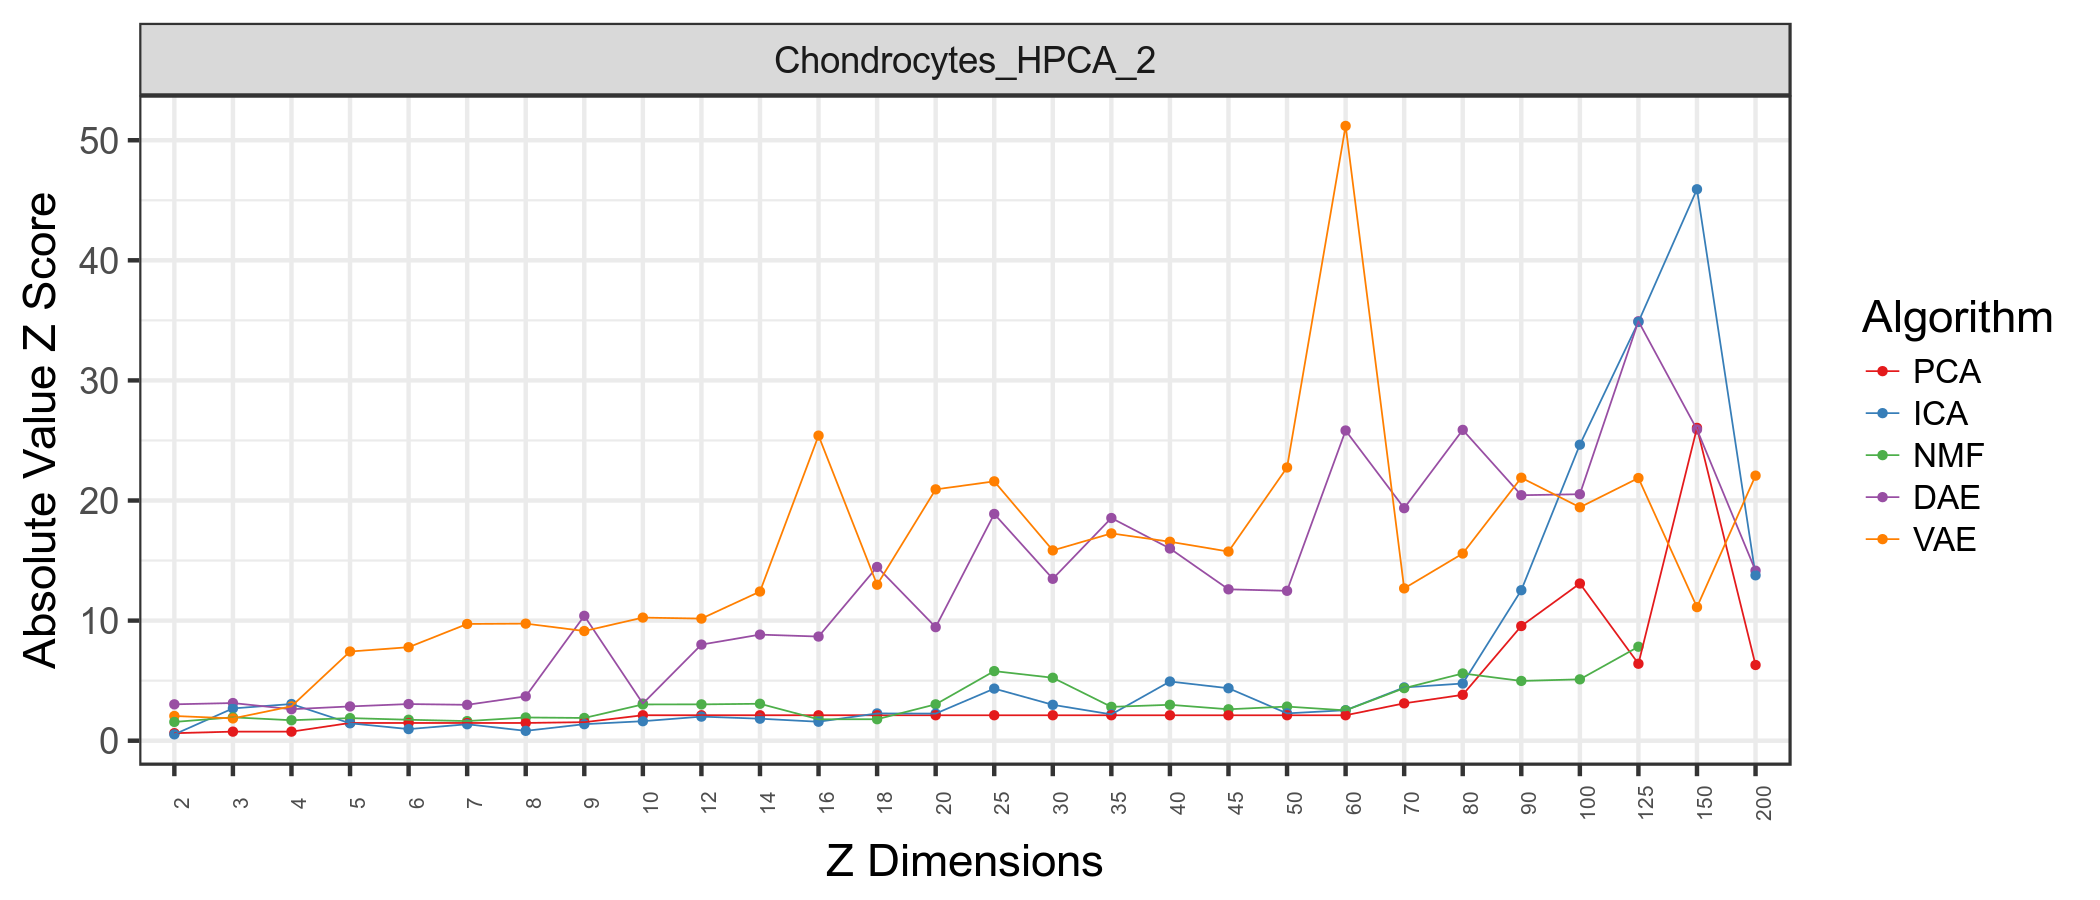 Chondrocytes_HPCA_2
Absolute Value Z Score
50
40
30
20
10
0
2 3 4 5 6 7 8 9 10 12 14 16 18 20 25 30 35 40 45 50 60 70 80 90 100 125 150 200
Z Dimensions
Algorithm
PCA
ICA
NMF
DAE
VAE